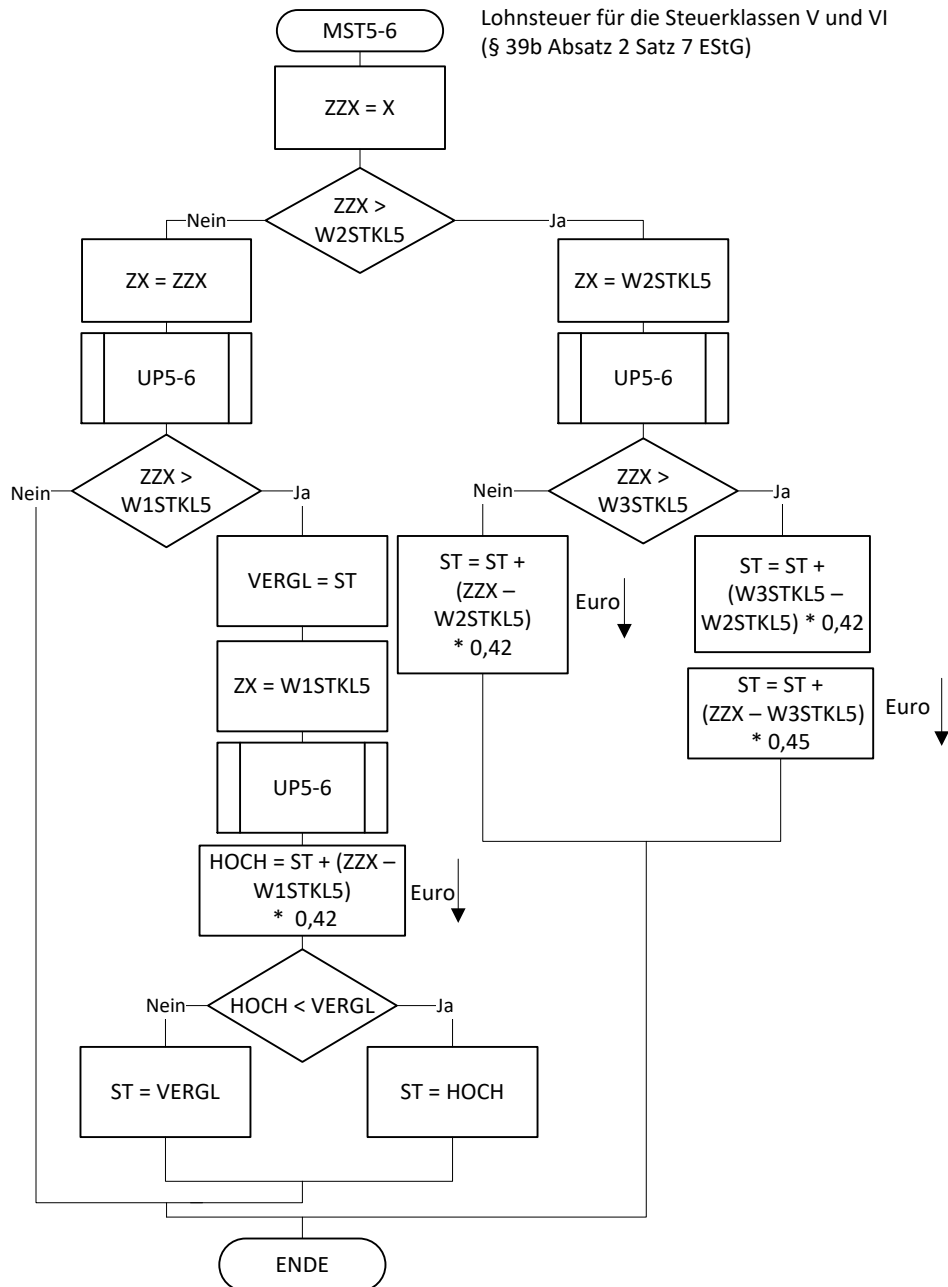 MST5-6
Lohnsteuer für die Steuerklassen V und VI
(§ 39b Absatz 2 Satz 7 EStG)
ZZX = X
ZZX >
W2STKL5
Nein
Ja
ZX = ZZX
ZX = W2STKL5
UP5-6
UP5-6
ZZX >
W1STKL5
Nein
Ja
ZZX >
W3STKL5
Nein
Ja
VERGL = ST
ST = ST +
(ZZX –
W2STKL5)
* 0,42
Euro
ST = ST +
(W3STKL5 –
W2STKL5) * 0,42
ZX = W1STKL5
ST = ST +
(ZZX – W3STKL5)
* 0,45
Euro
UP5-6
HOCH = ST + (ZZX –
W1STKL5)
* 0,42
Euro
HOCH < VERGL
Nein
Ja
ST = VERGL
ST = HOCH
ENDE